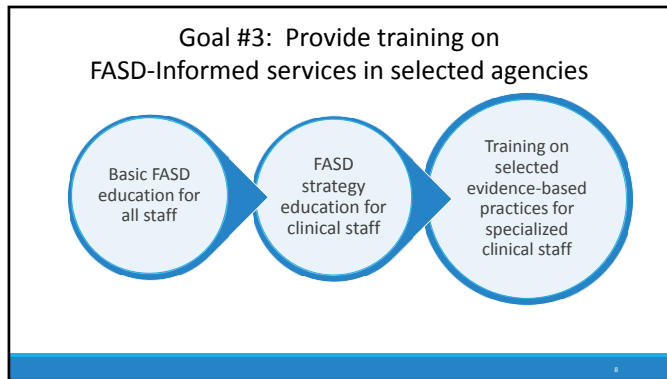 Goal #3:  Provide training on
FASD-Informed services in selected agencies
Basic FASD
education for
all staff
FASD
strategy
education for
clinical staff
Training on
selected
evidence-based
practices for
specialized
clinical staff
8